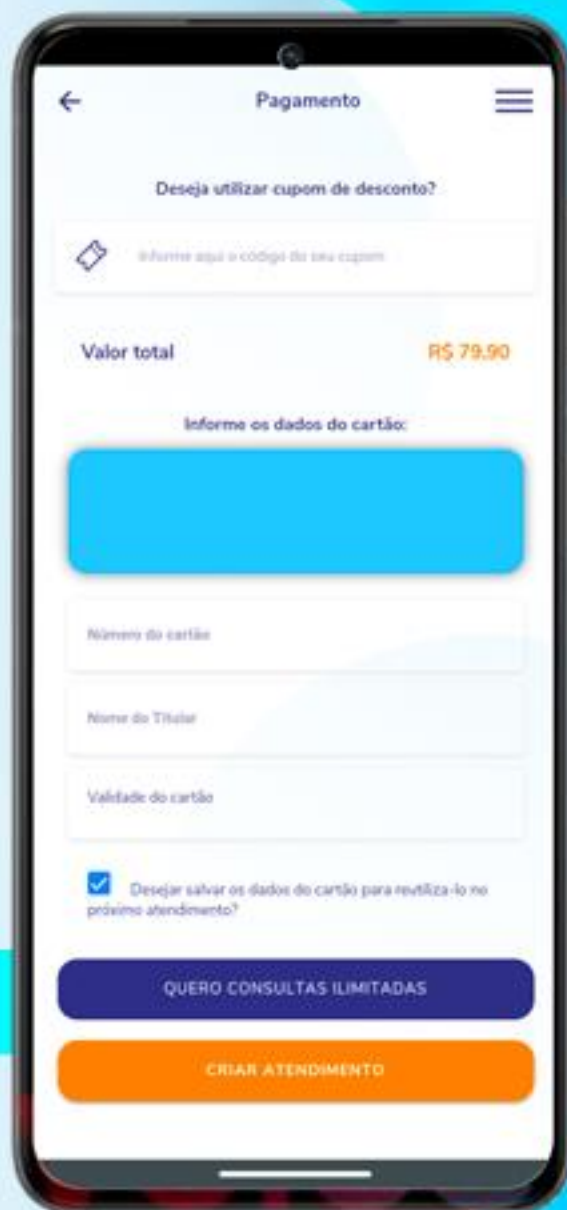 Pagamento
Deseja utilizar cupom de desconto?
Informe aqui o código do seu cupom
Valor total
R$ 79,90
Informe os dados do cartão:
Número do cartão
Nome do Titular
Validade do cartão
Desejar salvar os dados do cartão para reutiliza-lo no
próximo atendimento?
QUERO CONSULTAS ILIMITADAS
CRIAR ATENDIMENTO